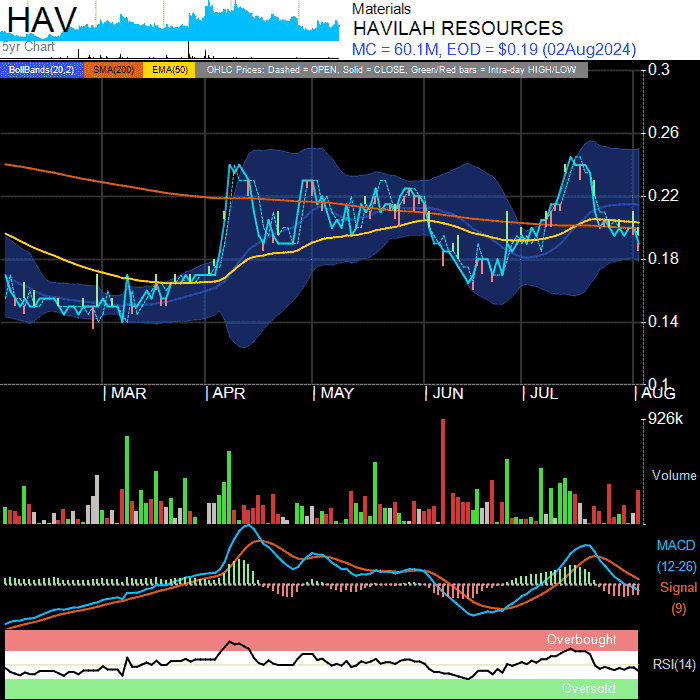 HAV
5yr Chart
Materials
HAVILAH RESOURCES
MC = 60.1M, EOD = $0.19 (02Aug2024)
BollBands(20,2) SMA(200) EMA(50) OHLC Prices: Dashed = OPEN, Solid = CLOSE, Green/Red bars = Intra-day HIGH/LOW
0.3
0.26
0.22
0.18
0.14
0.1
MAR APR MAY JUN JUL AUG
926k
Volume
MACD
(12-26)
Signal
(9)
Overbought
RSI(14)
Oversold